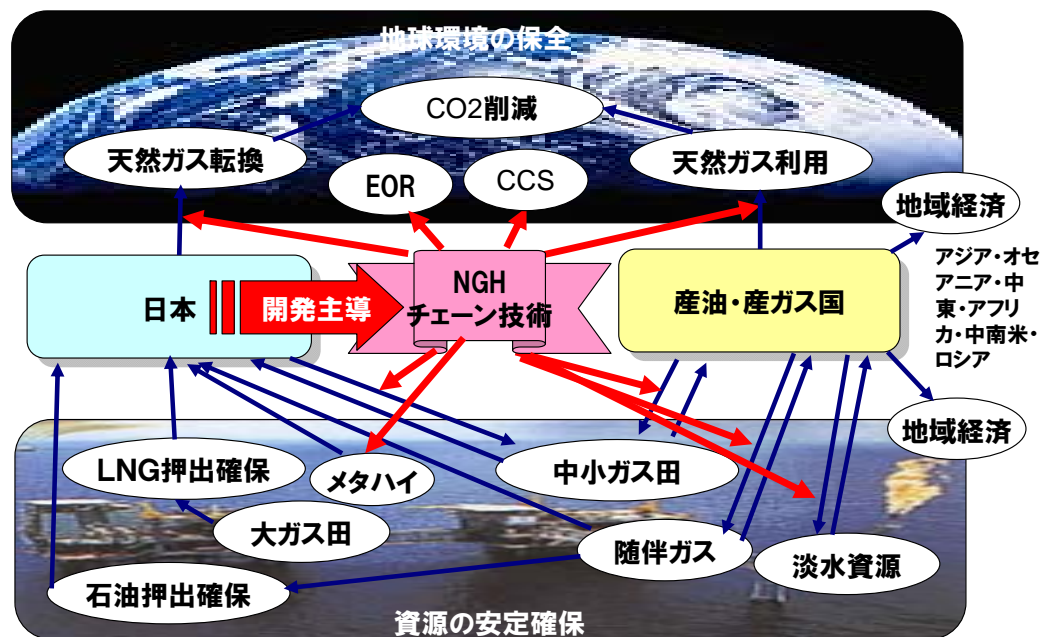 地球環境の保全
CO2削減
天然ガス転換
天然ガス利用
EOR
CCS
地域経済
日本
開発主導
NGH
チェーン技術
産油・産ガス国
アジア・オセ
アニア・中
東・アフリ
カ・中南米・
ロシア
地域経済
LNG押出確保
メタハイ
中小ガス田
大ガス田
随伴ガス
淡水資源
石油押出確保
資源の安定確保